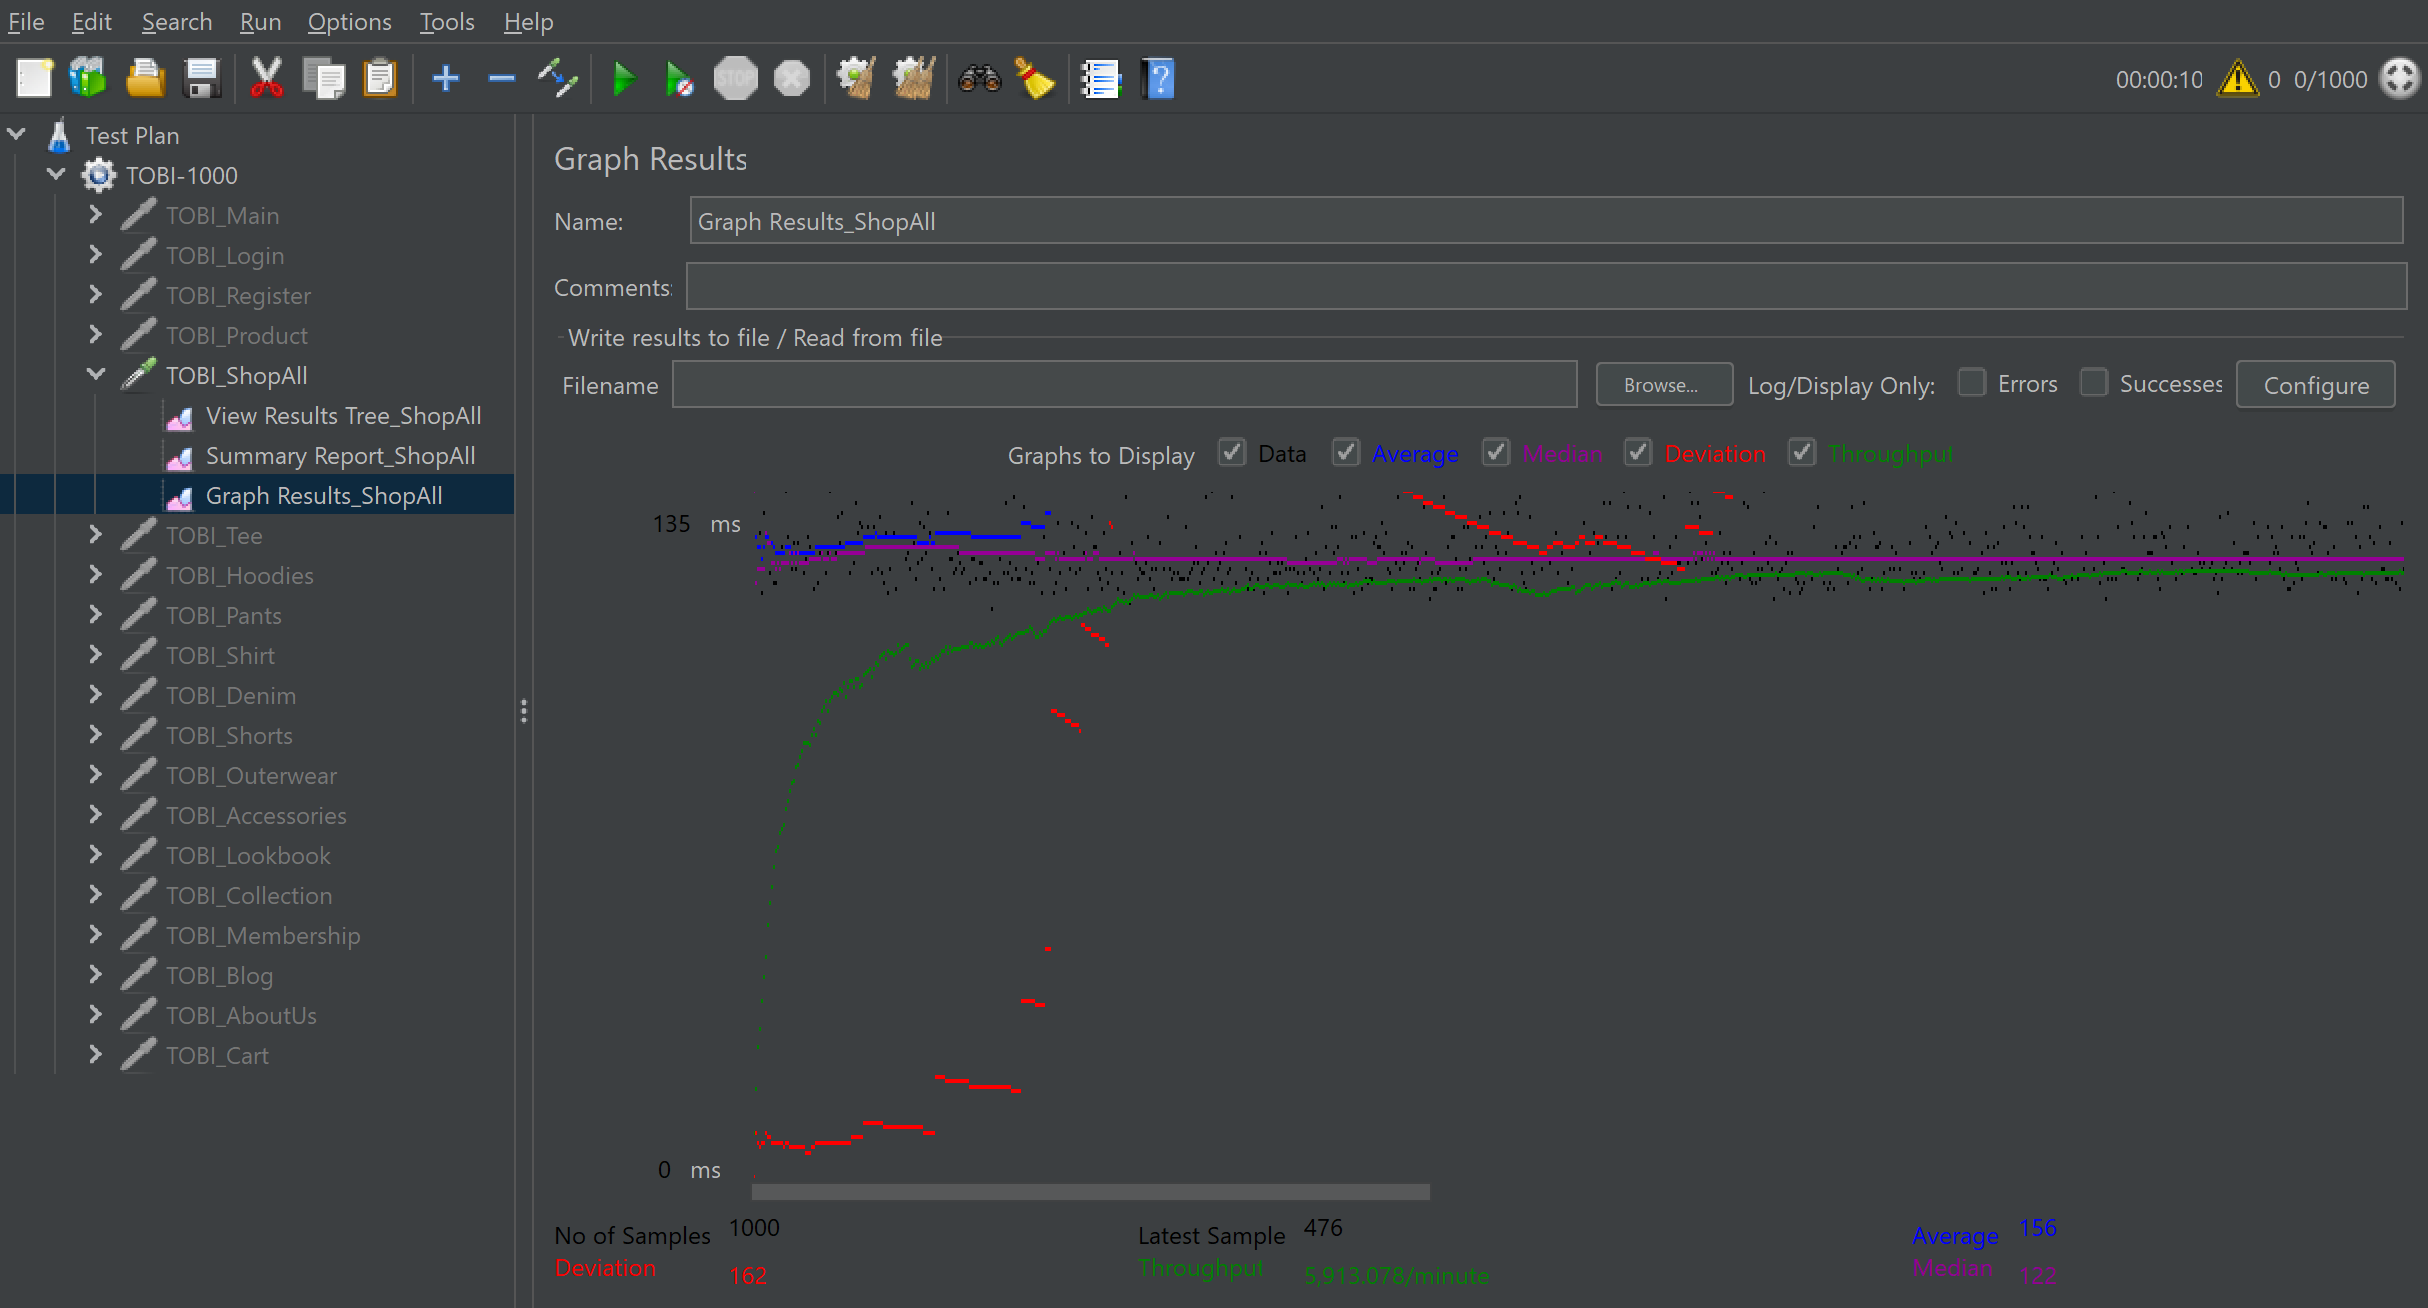 File Edit Search Run Options Tools Help
STOP
00:00:10 0 0/1000
Test Plan
TOBI-1000
TOBI_Main
TOBI_Login
TOBI_Register
TOBI_Product
TOBI_ShopAll
View Results Tree_ShopAll
Summary Report_ShopAll
Graph Results_ShopAll
TOBI_Tee
TOBI_Hoodies
TOBI_Pants
TOBI_Shirt
TOBI_Denim
TOBI_Shorts
TOBI_Outerwear
TOBI_Accessories
TOBI_Lookbook
TOBI_Collection
TOBI_Membership
TOBI_Blog
TOBI_AboutUs
TOBI_Cart
Graph Results
Name: Graph Results_ShopAll
Comments:
Write results to file / Read from file
Filename Browse... Log/Display Only: Errors Successes Configure
Graphs to Display Data Average Median Deviation Throughput
135 ms
0 ms
No of Samples 1000 Latest Sample 476 Average 156
Deviation 162 Throughput 5,913.078/minute Median 122